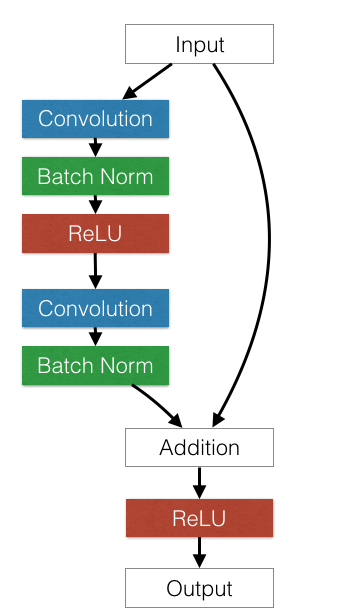 Input
Convolution
Batch Norm
ReLU
Convolution
Batch Norm
Addition
ReLU
Output